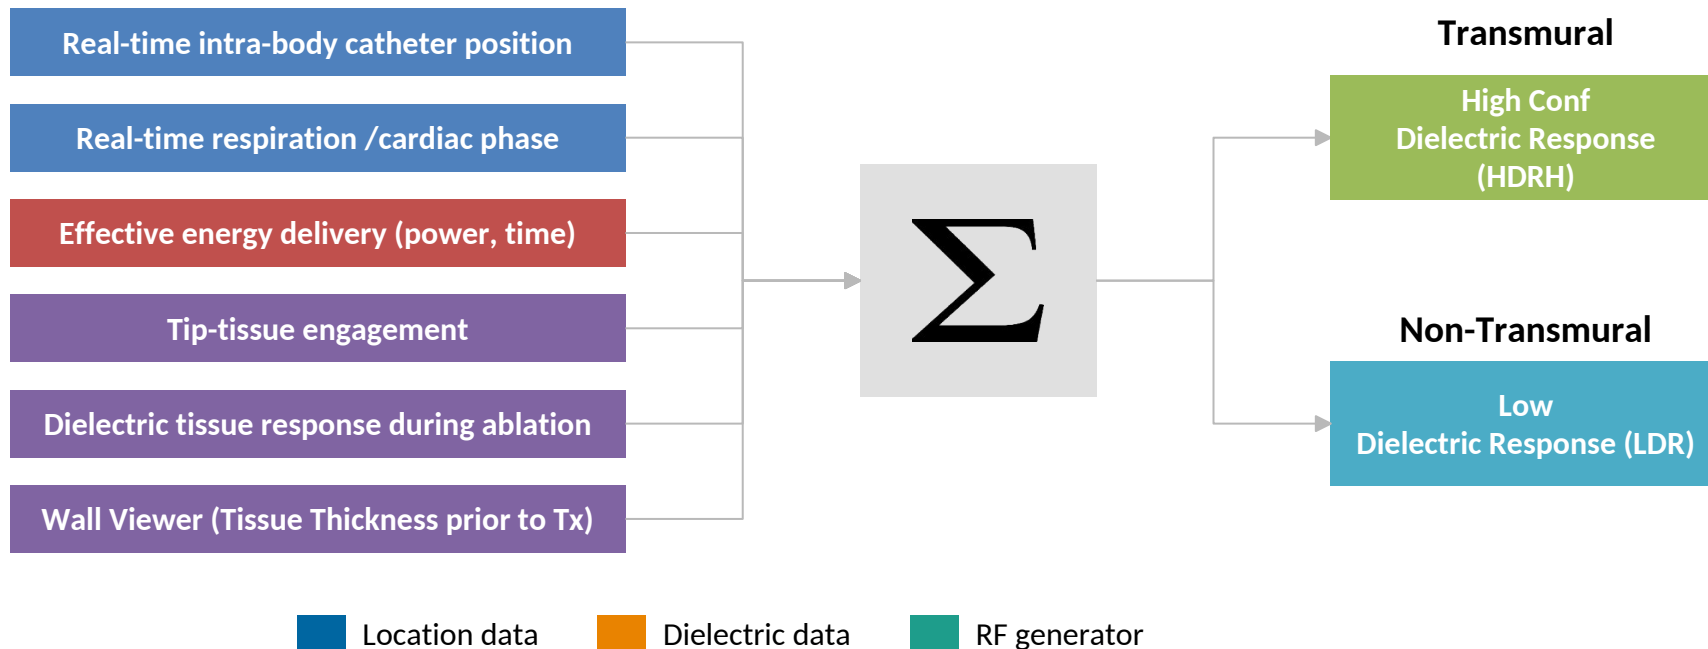 Real-time intra-body catheter position
Real-time respiration /cardiac phase
Effective energy delivery (power, time)
Tip-tissue engagement
Dielectric tissue response during ablation
Wall Viewer (Tissue Thickness prior to Tx)
Σ
Transmural
High Conf
Dielectric Response
(HDRH)
Non-Transmural
Low
Dielectric Response (LDR)
Location data
Dielectric data
RF generator